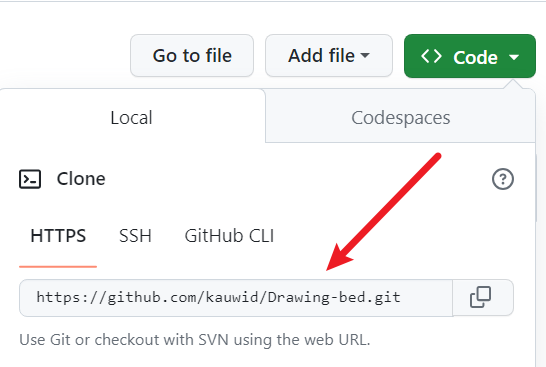 Go to file Add file <> Code
Local Codespaces
Clone
HTTPS SSH GitHub CLI
https://github.com/kauwid/Drawing-bed.git
Use Git or checkout with SVN using the web URL.